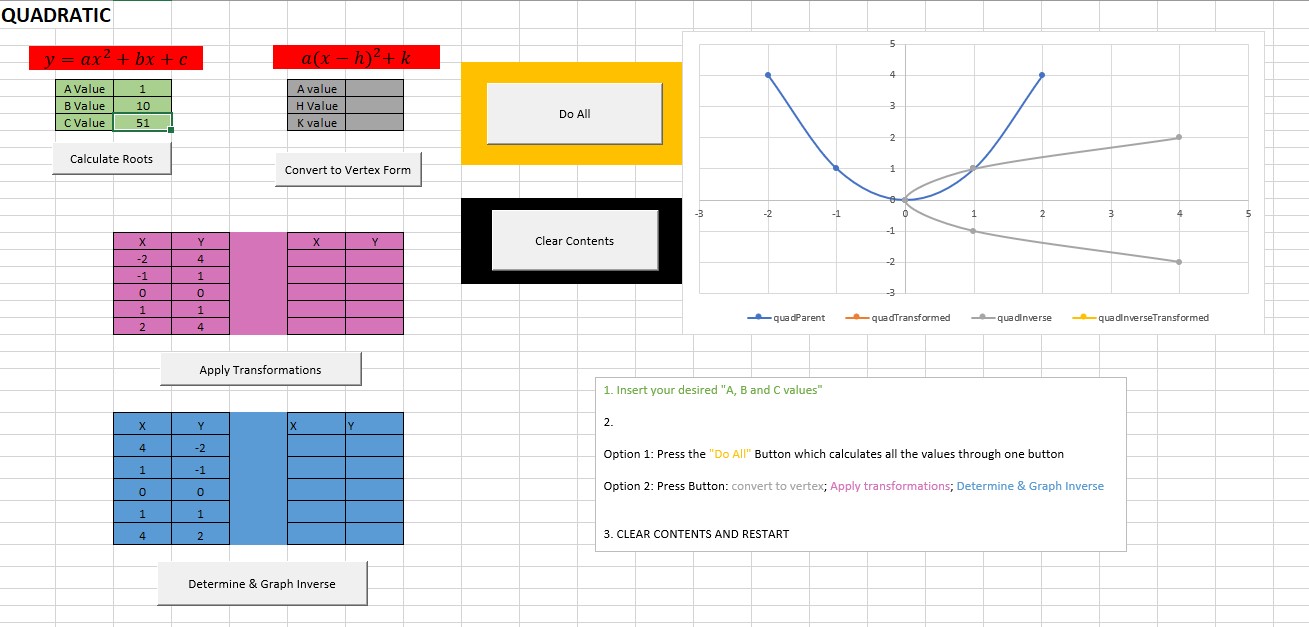 QUADRATIC
y = ax² + bx + c
a(x − h)²+ k
A Value 1
B Value 10
C Value 51
Calculate Roots
A value
H Value
K value
Convert to Vertex Form
Do All
Clear Contents
X Y X Y
-2 4
-1 1
0 0
1 1
2 4
Apply Transformations
X Y X Y
4 -2
1 -1
0 0
1 1
4 2
Determine & Graph Inverse
5
4
3
2
1
0
-3 -2 -1 0 1 2 3 4 5
-1
-2
-3
quadParent quadTransformed quadInverse quadInverseTransformed
1. Insert your desired "A, B and C values"
2.
Option 1: Press the "Do All" Button which calculates all the values through one button
Option 2: Press Button: convert to vertex; Apply transformations; Determine & Graph Inverse
3. CLEAR CONTENTS AND RESTART